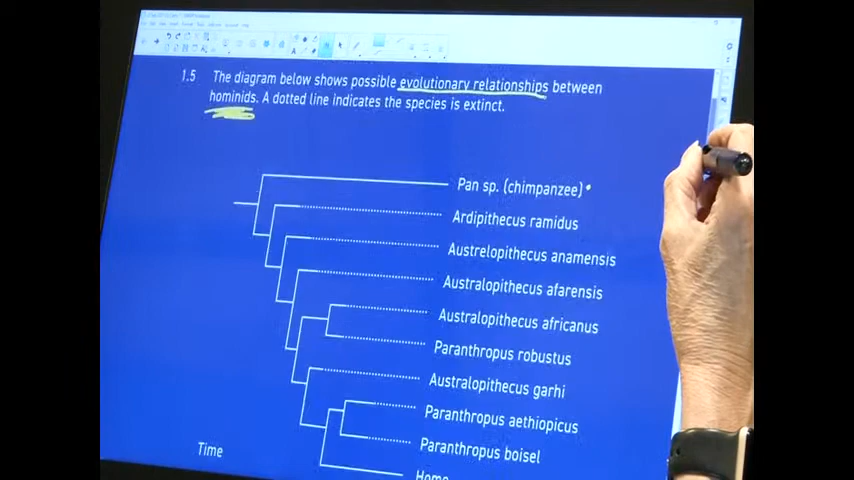 1.5 The diagram below shows possible evolutionary relationships between
hominids. A dotted line indicates the species is extinct.
Pan sp. (chimpanzee)
Ardipithecus ramidus
Austrelopithecus anamensis
Australopithecus afarensis
Australopithecus africanus
Paranthropus robustus
Australopithecus garhi
Paranthropus aethiopicus
Paranthropus boisel
Time
Homo